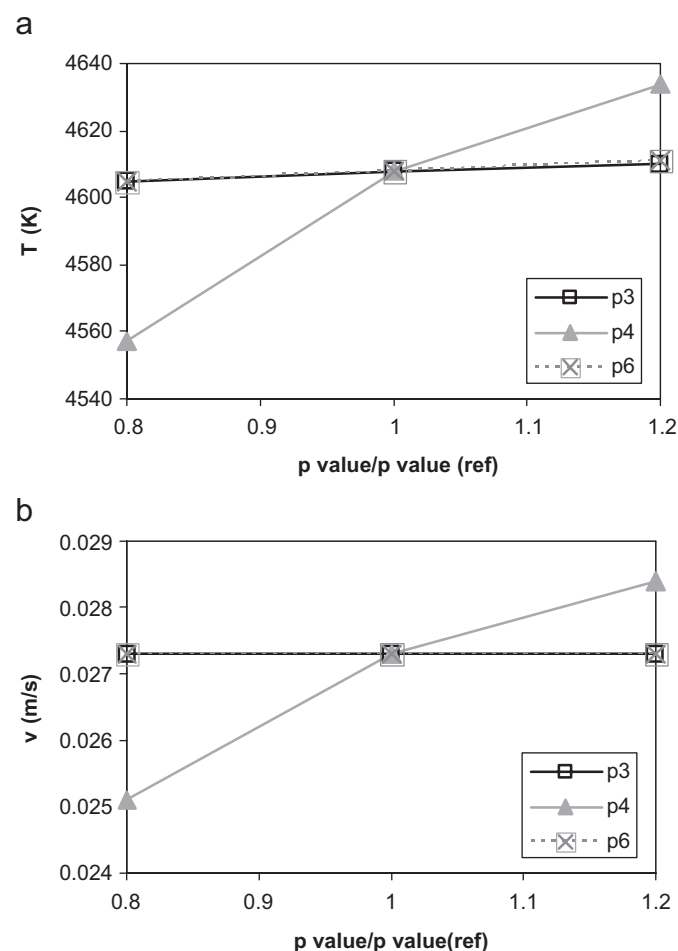 a
4640
4620
4600
4580
4560
4540
T (K)
p3
p4
p6
0.8 0.9 1 1.1 1.2
p value/p value (ref)
b
0.029
0.028
0.027
0.026
0.025
0.024
v (m/s)
p3
p4
p6
0.8 0.9 1 1.1 1.2
p value/p value(ref)